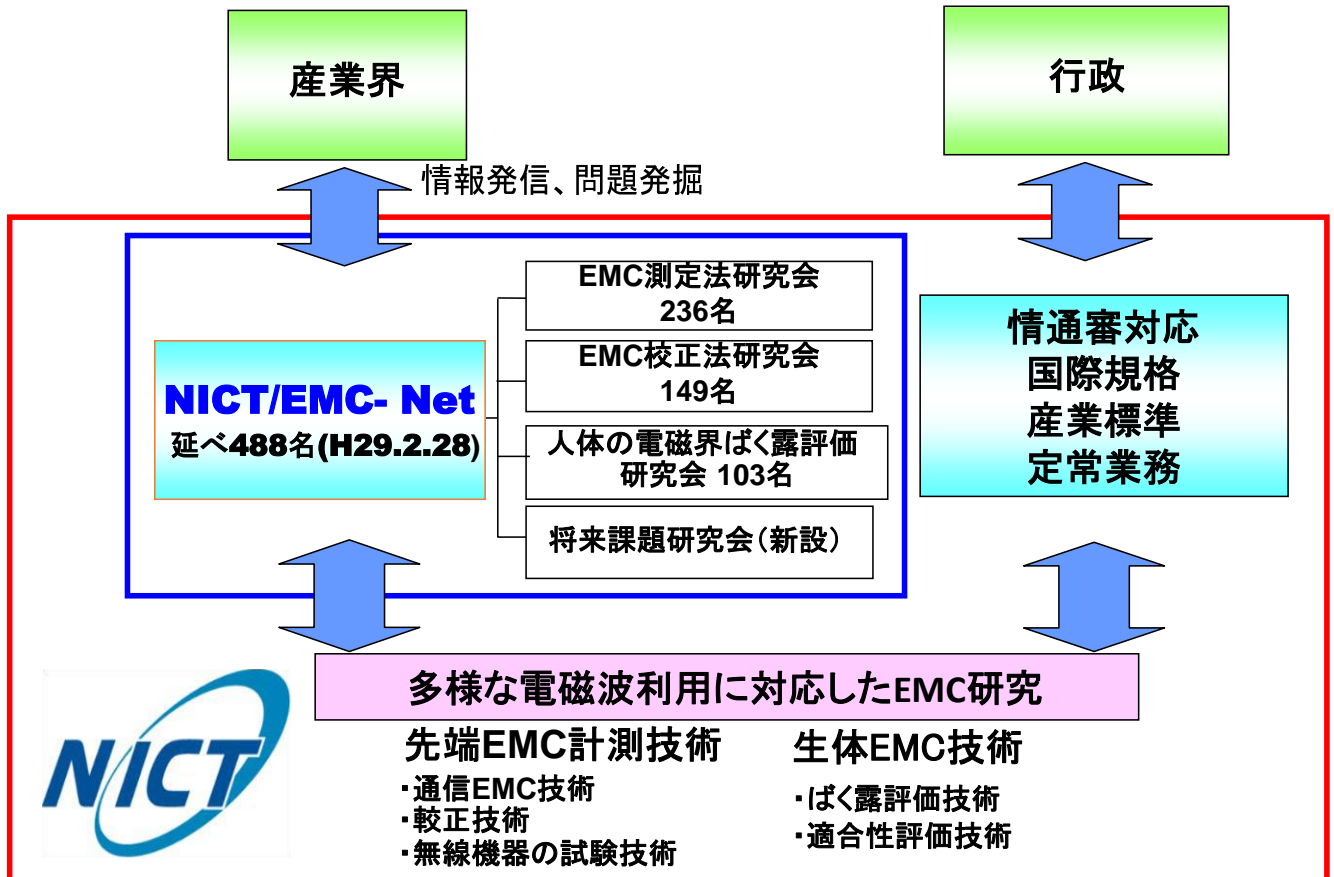 産業界
行政
情報発信、問題発掘
NICT/EMC- Net
延べ488名(H29.2.28)
EMC測定法研究会
236名
EMC校正法研究会
149名
人体の電磁界ばく露評価
研究会 103名
将来課題研究会(新設)
情通審対応
国際規格
産業標準
定常業務
多様な電磁波利用に対応したEMC研究
NICT
先端EMC計測技術
・通信EMC技術
・較正技術
・無線機器の試験技術
生体EMC技術
・ばく露評価技術
・適合性評価技術